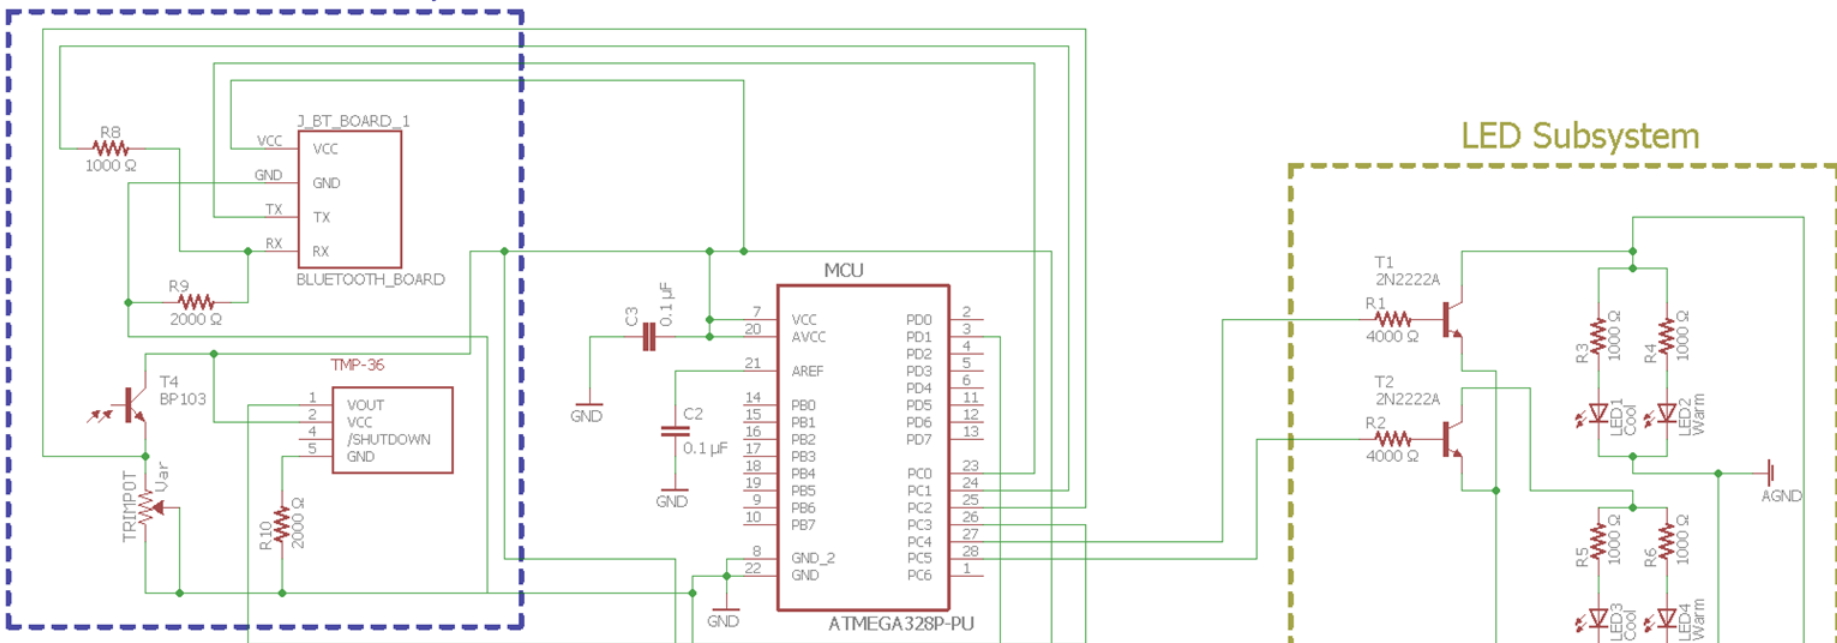 LED Subsystem
J_BT_BOARD_1
R8
1000 Ω
VCC
VCC
GND
GND
TX
TX
RX
RX
BLUETOOTH_BOARD
R9
2000 Ω
T4
BP103
TMP-36
1
VOUT
2
VCC
4
/SHUTDOWN
5
GND
TRIMPOT
Var
R10
2000 Ω
C3
0.1 µF
GND
C2
0.1 µF
GND
MCU
7
VCC
20
AVCC
21
AREF
14
PB0
15
PB1
16
PB2
17
PB3
18
PB4
19
PB5
9
PB6
10
PB7
8
GND_2
22
GND
PD0
2
PD1
3
PD2
4
PD3
5
PD4
6
PD5
11
PD6
12
PD7
13
PC0
23
PC1
24
PC2
25
PC3
26
PC4
27
PC5
28
PC6
1
ATMEGA328P-PU
GND
T1
2N2222A
R1
4000 Ω
T2
2N2222A
R2
4000 Ω
R3
1000 Ω
R4
1000 Ω
LED1
Cool
LED2
Warm
AGND
R5
1000 Ω
R6
1000 Ω
LED3
Cool
LED4
Warm